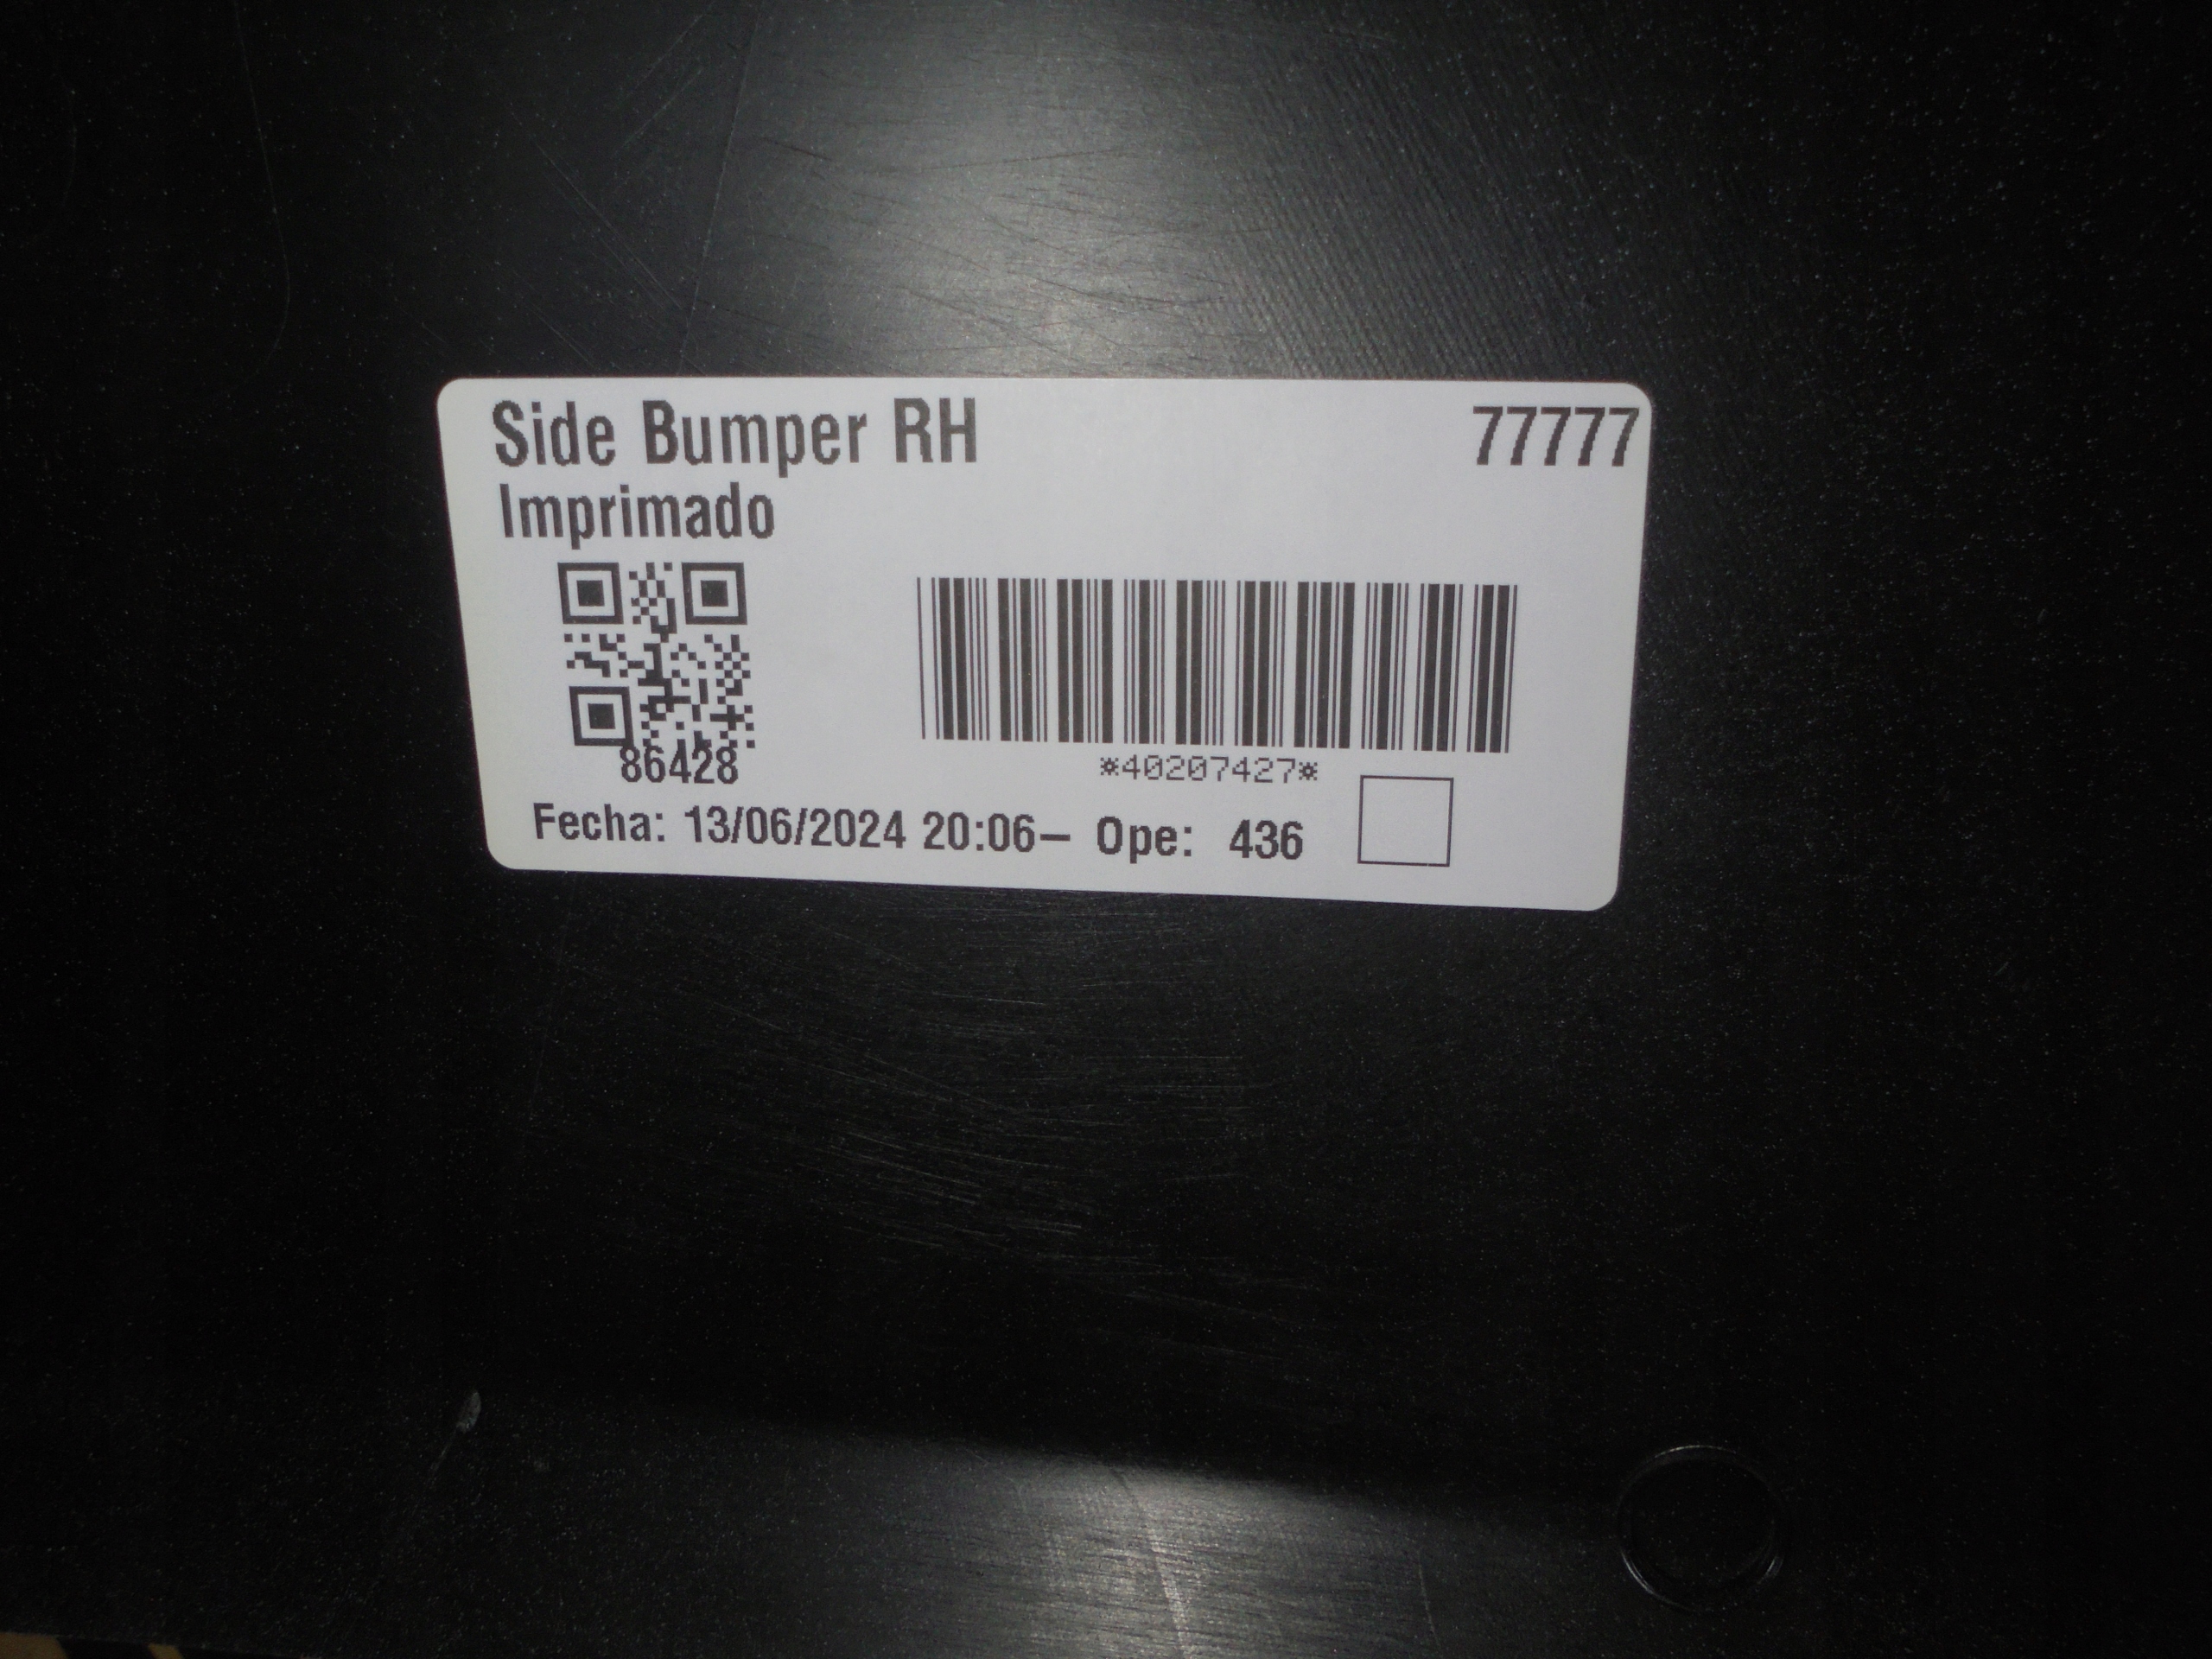 Side Bumper RH 77777
Imprimado
86428
*40207427*
Fecha: 13/06/2024 20:06– Ope: 436